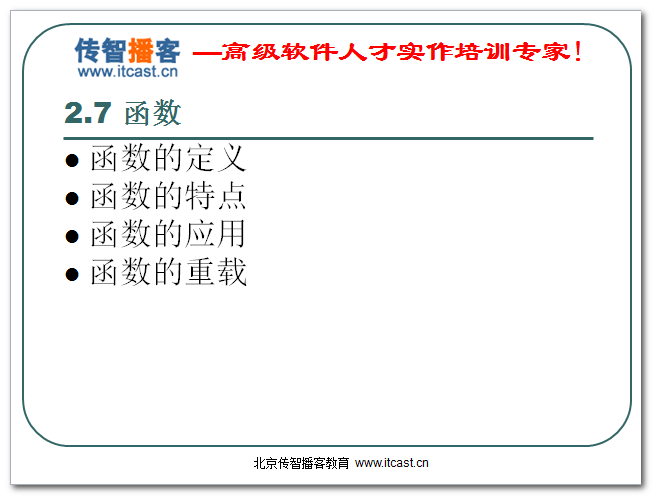 传智播客 —高级软件人才实作培训专家!
www.itcast.cn
2.7 函数
● 函数的定义
● 函数的特点
● 函数的应用
● 函数的重载
北京传智播客教育 www.itcast.cn